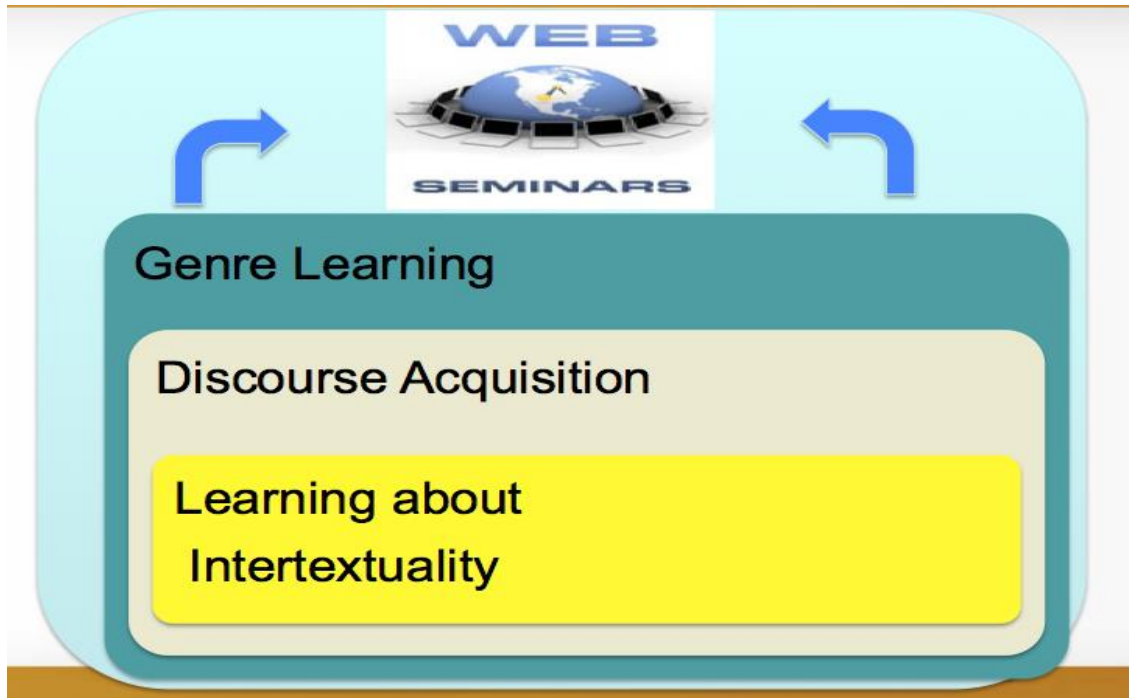 WEB
SEMINARS
Genre Learning
Discourse Acquisition
Learning about
Intertextuality